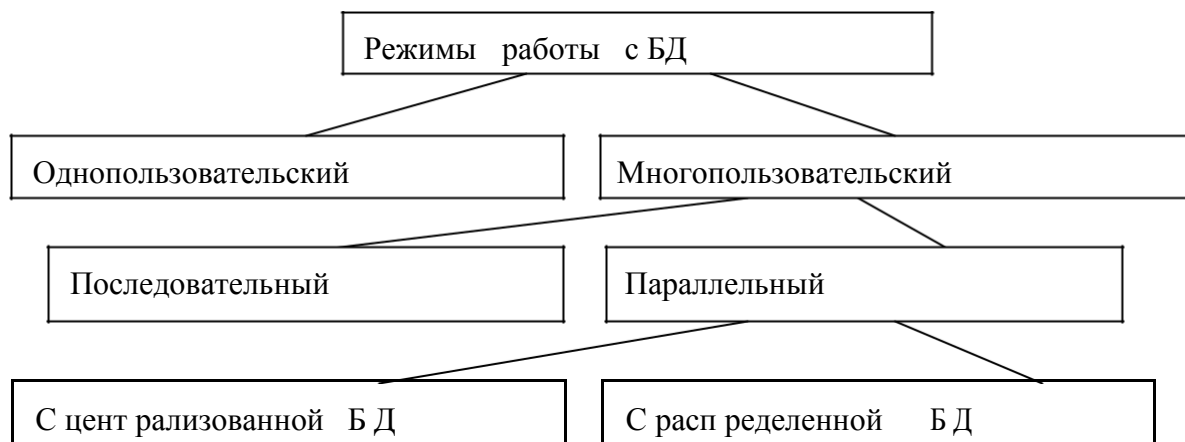 Режимы работы с БД
Однопользовательский
Многопользовательский
Последовательный
Параллельный
С цент рализованной Б Д
С расп ределенной Б Д